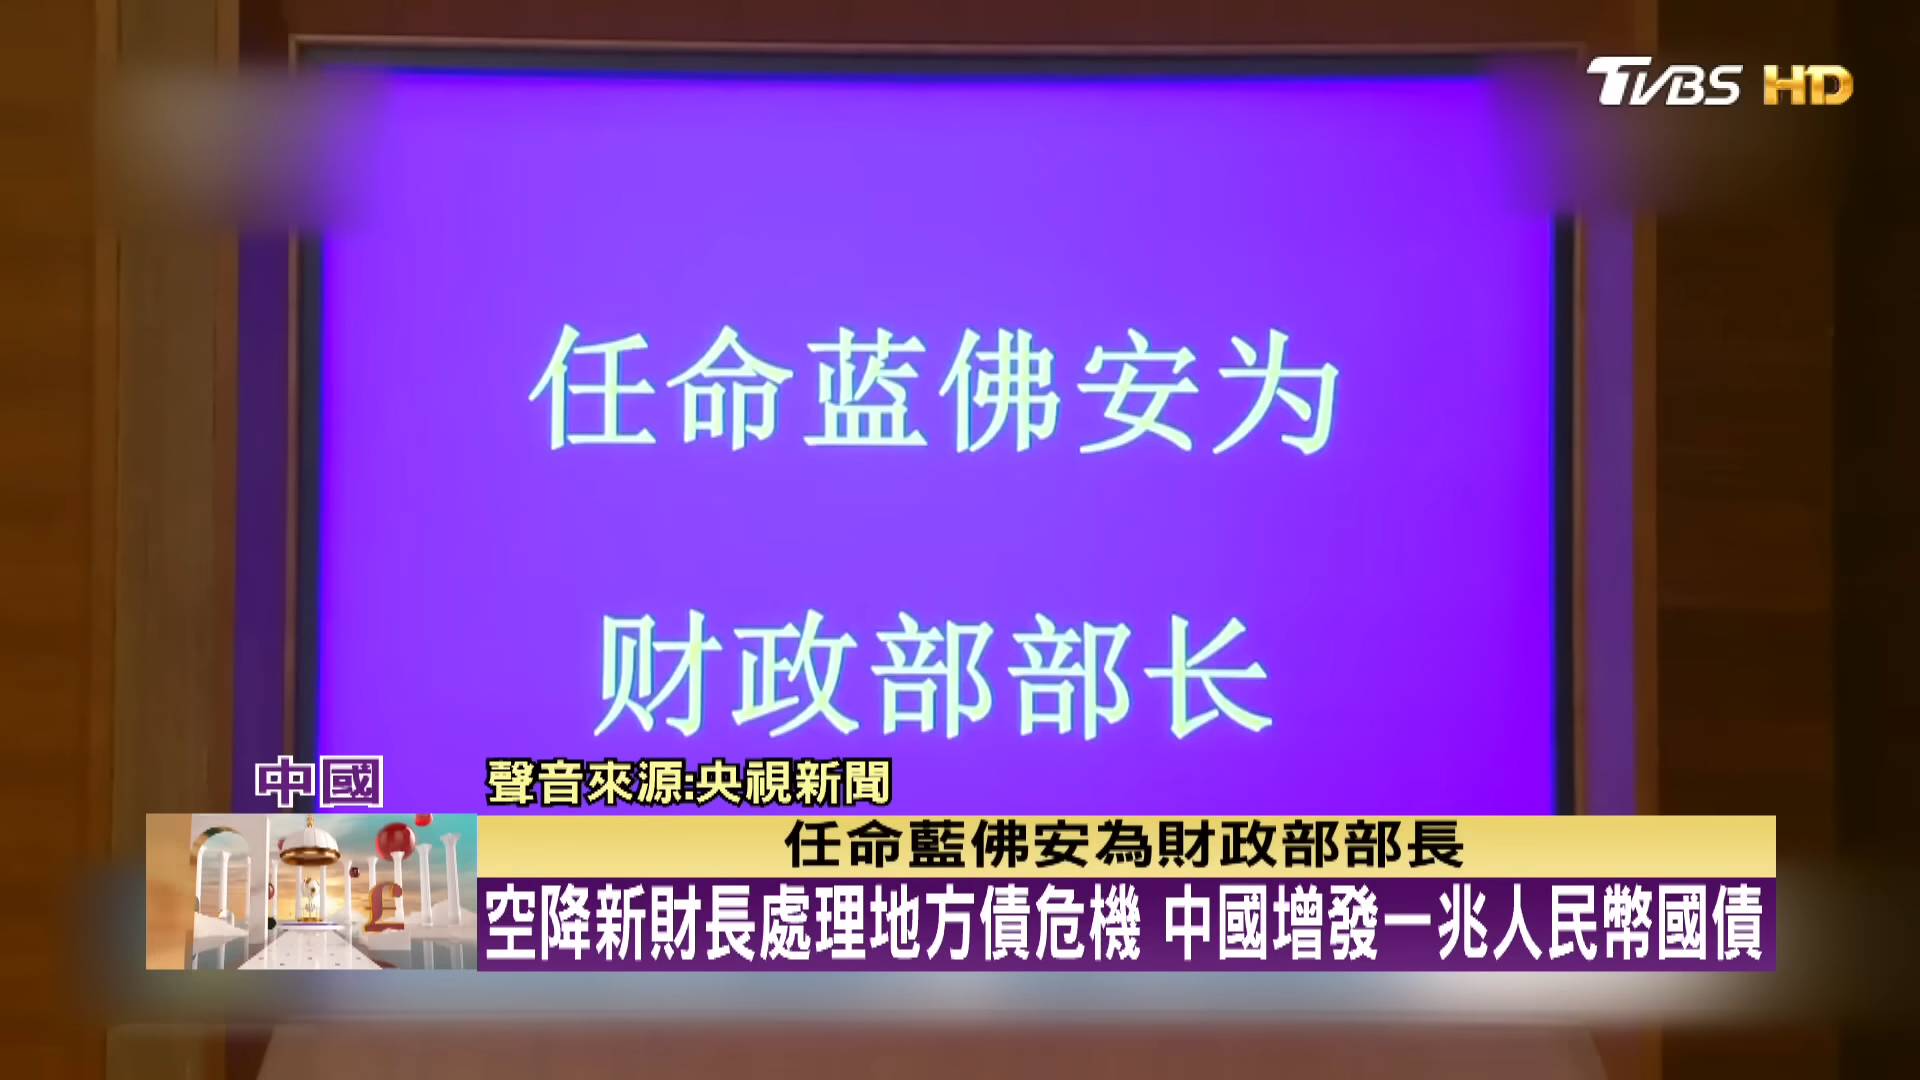 TVBS HD
任命蓝佛安为
财政部部长
中國
聲音來源:央視新聞
任命藍佛安為財政部部長
空降新財長處理地方債危機 中國增發一兆人民幣國債